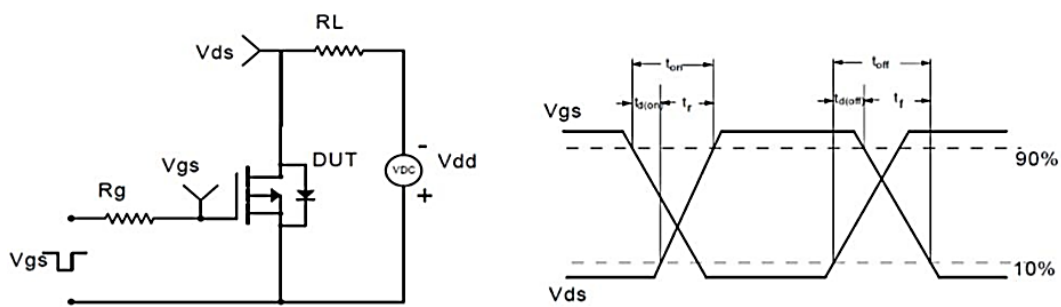 RL
Vds
Vgs
DUT
-
VDC
Vdd
+
Rg
Vgs
ton
toff
td(on)
tr
td(off)
tf
Vgs
90%
10%
Vds